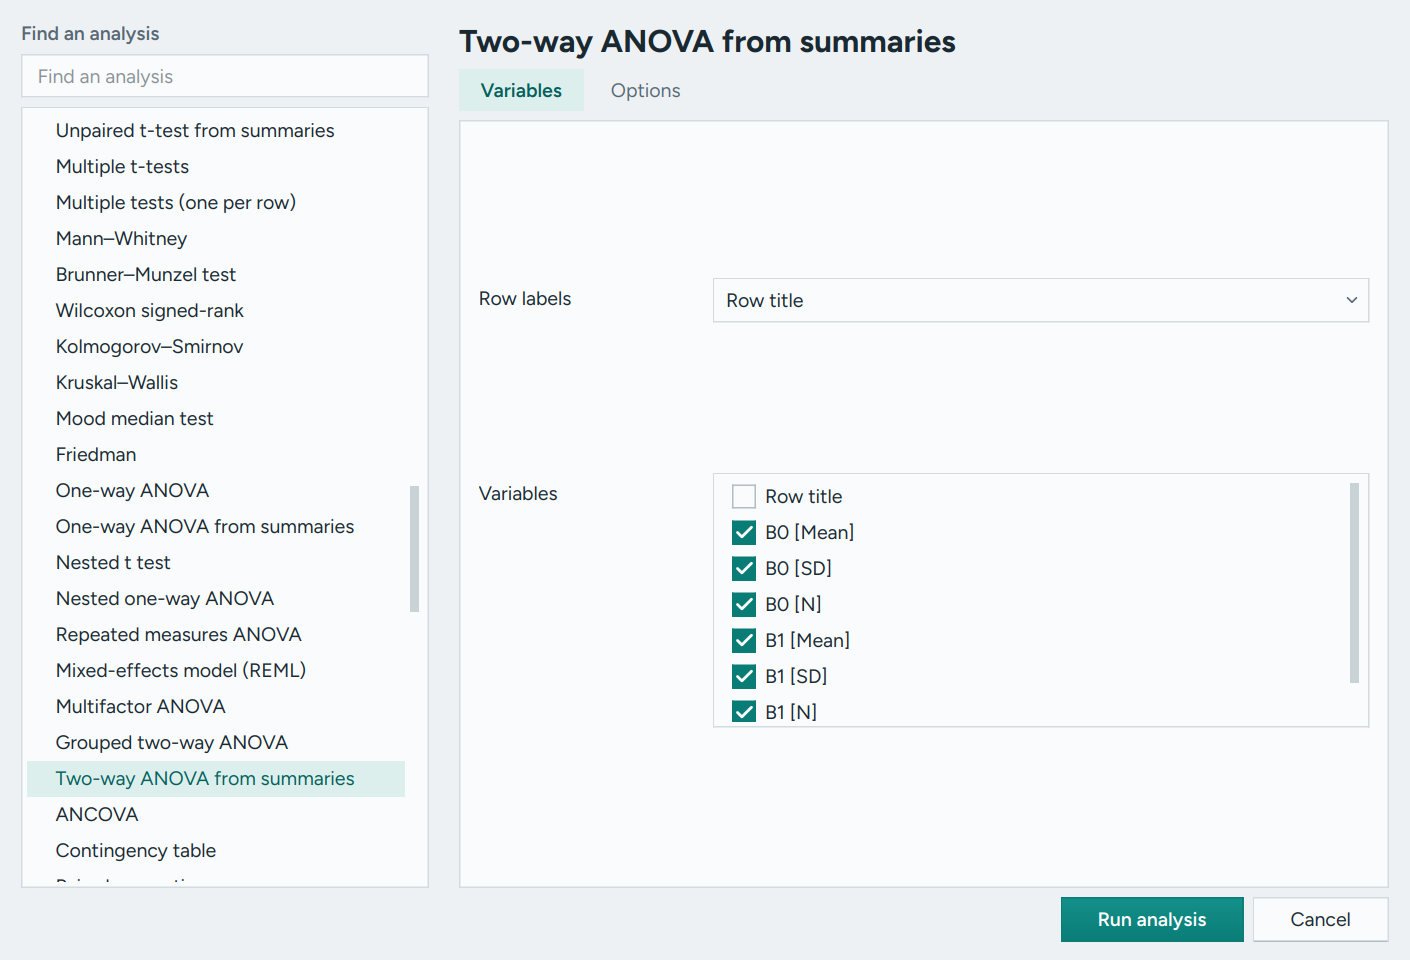 Find an analysis
Find an analysis
Unpaired t-test from summaries
Multiple t-tests
Multiple tests (one per row)
Mann–Whitney
Brunner–Munzel test
Wilcoxon signed-rank
Kolmogorov–Smirnov
Kruskal–Wallis
Mood median test
Friedman
One-way ANOVA
One-way ANOVA from summaries
Nested t test
Nested one-way ANOVA
Repeated measures ANOVA
Mixed-effects model (REML)
Multifactor ANOVA
Grouped two-way ANOVA
Two-way ANOVA from summaries
ANCOVA
Contingency table
Two-way ANOVA from summaries
Variables
Options
Row labels
Row title
Variables
Row title
B0 [Mean]
B0 [SD]
B0 [N]
B1 [Mean]
B1 [SD]
B1 [N]
Run analysis
Cancel